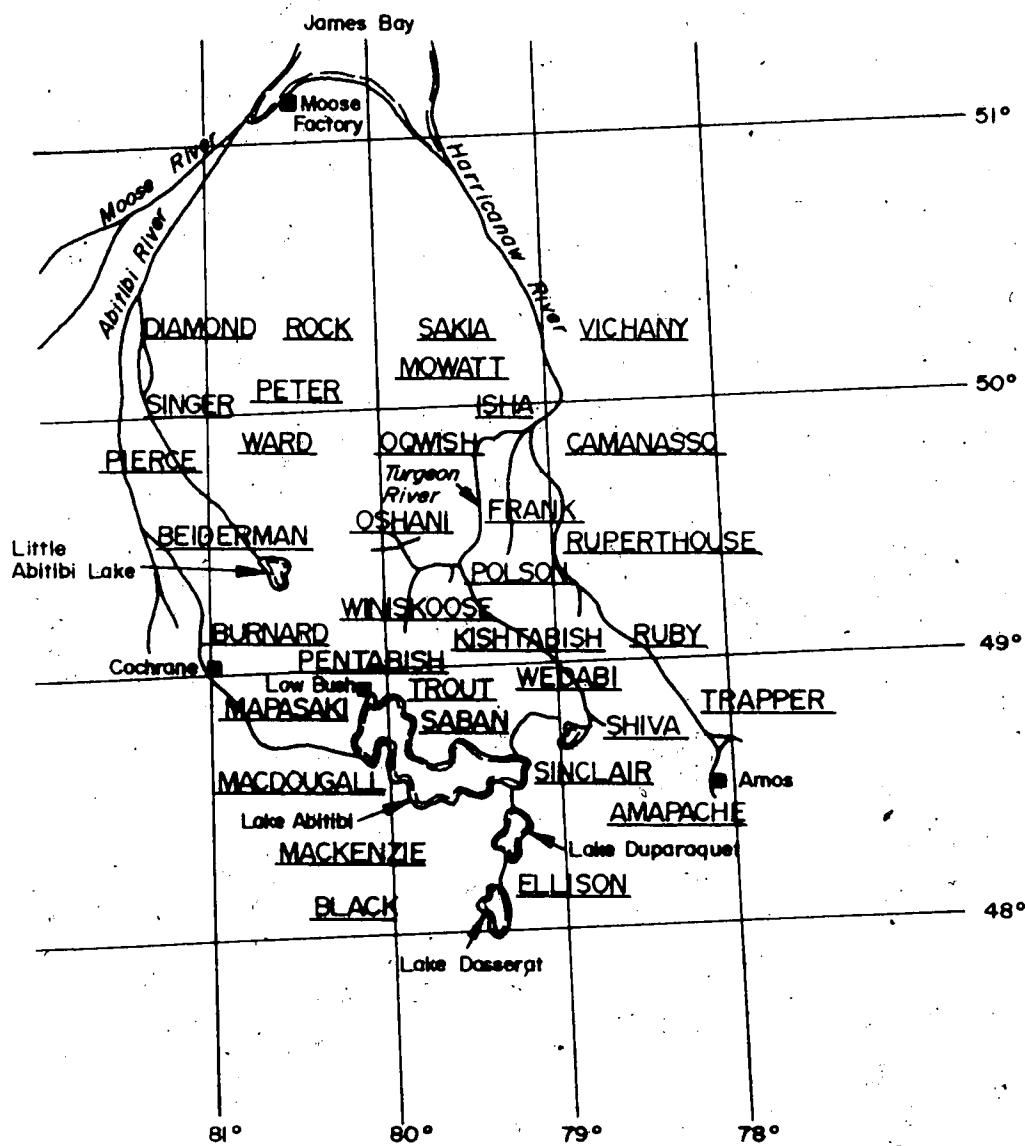 James Bay
Moose
Factory
51°
Moose River
Harricanaw River
Abitibi River
DIAMOND
ROCK
SAKIA
VICHANY
MOWATT
PETER
50°
SINGER
ISHA
WARD
OQWISH
CAMANASSO
PIERCE
Turgeon
River
FRANK
OSHANI
BEIDERMAN
RUPERTHOUSE
Little
Abitibi Lake
POLSON
WINISKOOSE
BURNARD
KISHTABISH
RUBY
49°
Cochrane
PENTABISH
WEDABI
Low Bush
TROUT
TRAPPER
MAPASAKI
SABAN
SHIVA
SINCLAIR
MACDOUGALL
Amos
AMAPACHE
Lake Abitibi
Lake Duparaquet
MACKENZIE
ELLISON
BLACK
48°
Lake Dasserat
81°
80°
79°
78°